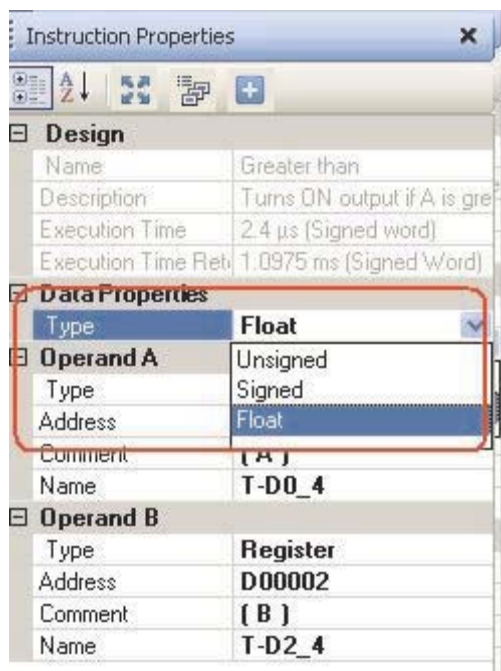 Instruction Properties
Design
Name Greater than
Description Turns ON output if A is gre
Execution Time 2.4 µs (Signed word)
Execution Time Reti 1.0975 ms (Signed Word)
Data Properties
Type Float
Operand A Unsigned
Type Signed
Address Float
Comment ( A )
Name T-D0_4
Operand B
Type Register
Address D00002
Comment ( B )
Name T-D2_4